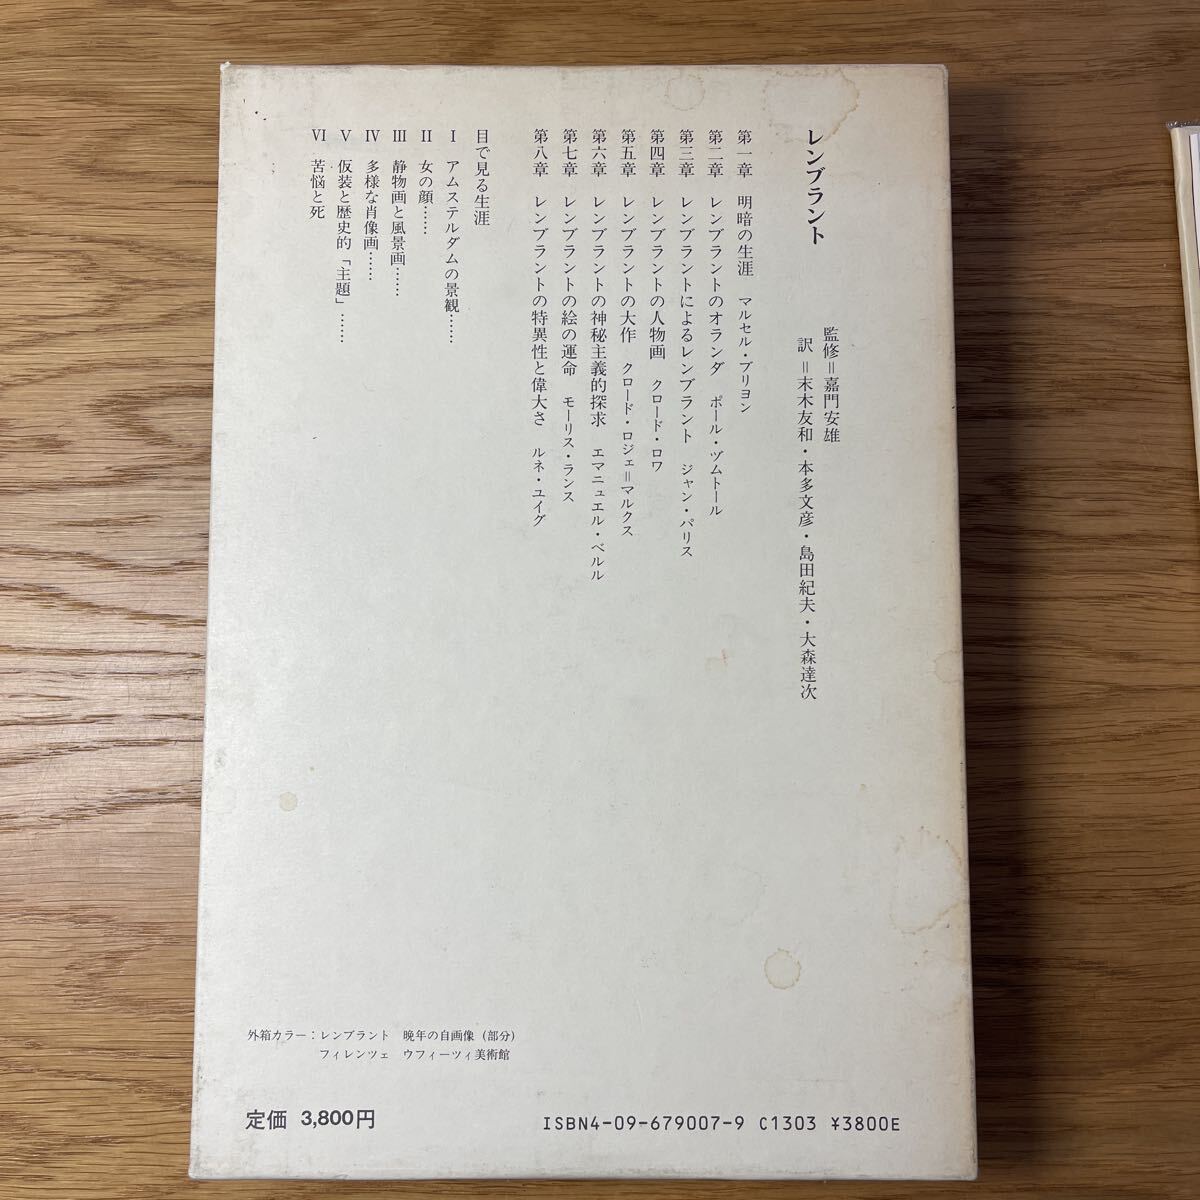 レンブラント
監修＝嘉門安雄
訳＝末木友和・本多文彦・島田紀夫・大森達次
第一章　明暗の生涯　マルセル・ブリヨン
第二章　レンブラントのオランダ　ポール・ヅムトール
第三章　レンブラントによるレンブラント　ジャン・パリス
第四章　レンブラントの人物画　クロード・ロワ
第五章　レンブラントの大作　クロード・ロジェ＝マルクス
第六章　レンブラントの神秘主義的探求　エマニュエル・ベルル
第七章　レンブラントの絵の運命　モーリス・ランス
第八章　レンブラントの特異性と偉大さ　ルネ・ユイグ
目で見る生涯
I　アムステルダムの景観……
II　女の顔……
III　静物画と風景画……
IV　多様な肖像画……
V　仮装と歴史的「主題」……
VI　苦悩と死
外箱カラー：レンブラント　晩年の自画像（部分）
フィレンツェ　ウフィーツィ美術館
定価 3,800円
ISBN4-09-679007-9 C1303 ¥3800E